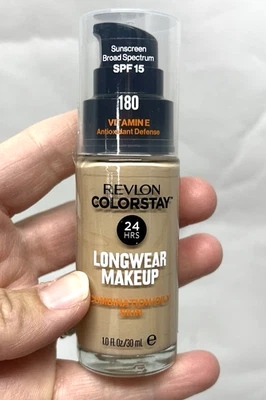 Sunscreen
Broad Spectrum
SPF 15
180
VITAMIN E
Antioxidant Defense
REVLON
COLORSTAY™
24
HRS
LONGWEAR
MAKEUP
1.0 fl.oz/30 mL e